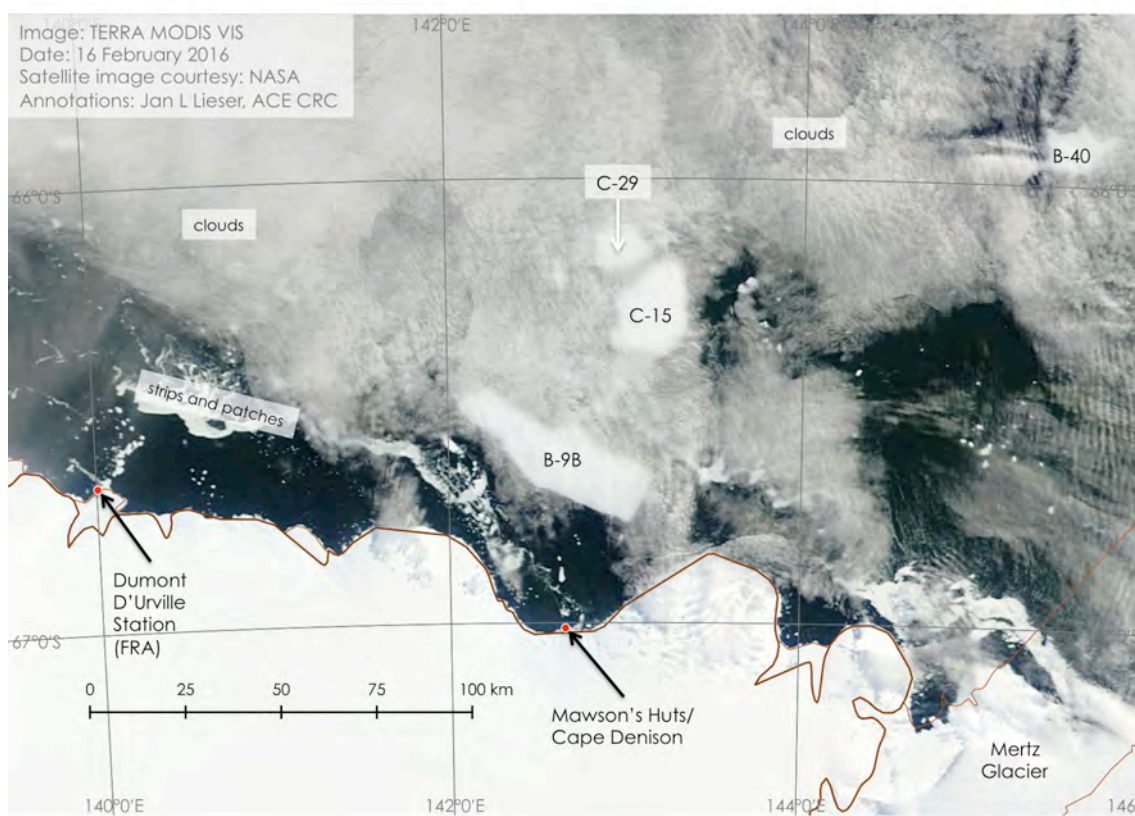 140°0'E
142°0'E
144°0'E
Image: TERRA MODIS VIS
Date: 16 February 2016
Satellite image courtesy: NASA
Annotations: Jan L Lieser, ACE CRC
clouds
B-40
C-29
66°0'S
66°0'S
clouds
C-15
strips and patches
B-9B
Dumont
D'Urville
Station
(FRA)
67°0'S
0 25 50 75 100 km
Mawson's Huts/
Cape Denison
Mertz
Glacier
140°0'E
142°0'E
144°0'E
146